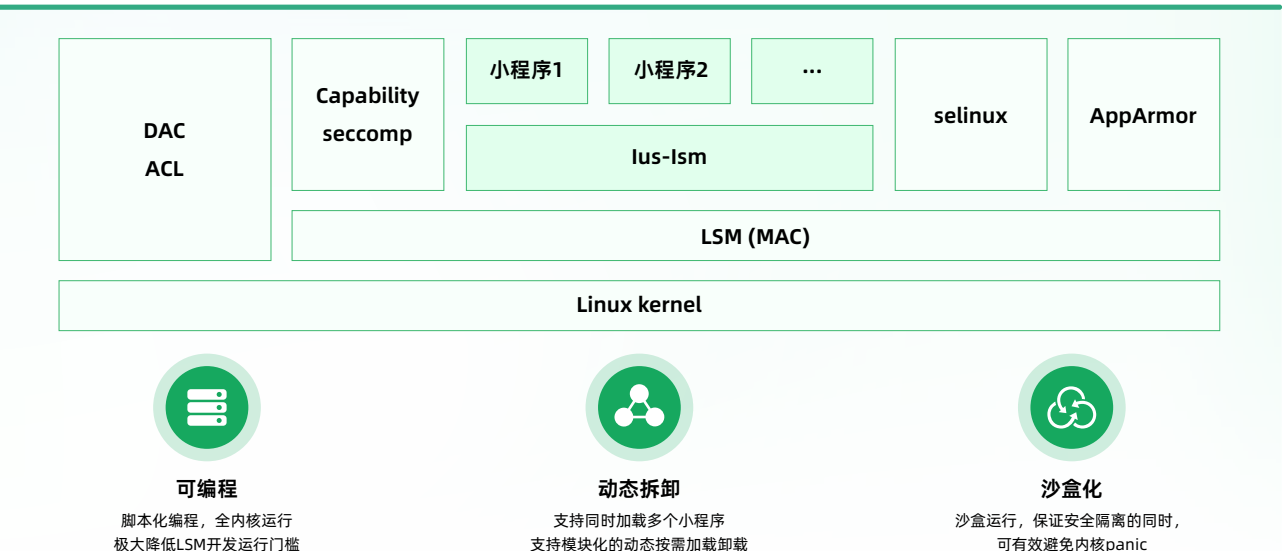 DAC
ACL
Capability
seccomp
小程序1
小程序2
...
Ius-Ism
selinux
AppArmor
LSM (MAC)
Linux kernel
可编程
脚本化编程，全内核运行
极大降低LSM开发运行门槛
动态拆卸
支持同时加载多个小程序
支持模块化的动态按需加载卸载
沙盒化
沙盒运行，保证安全隔离的同时，
可有效避免内核panic